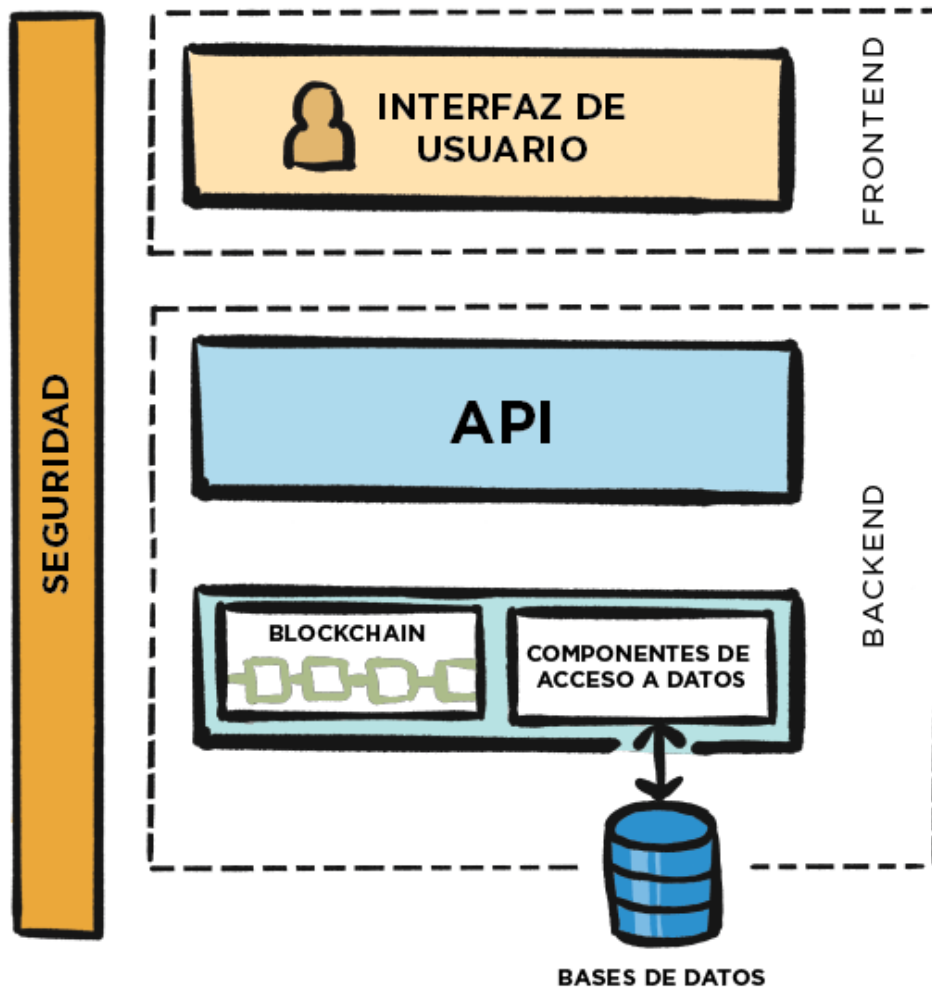 INTERFAZ DE
USUARIO
FRONTEND
SEGURIDAD
API
BACKEND
BLOCKCHAIN
COMPONENTES DE
ACCESO A DATOS
BASES DE DATOS